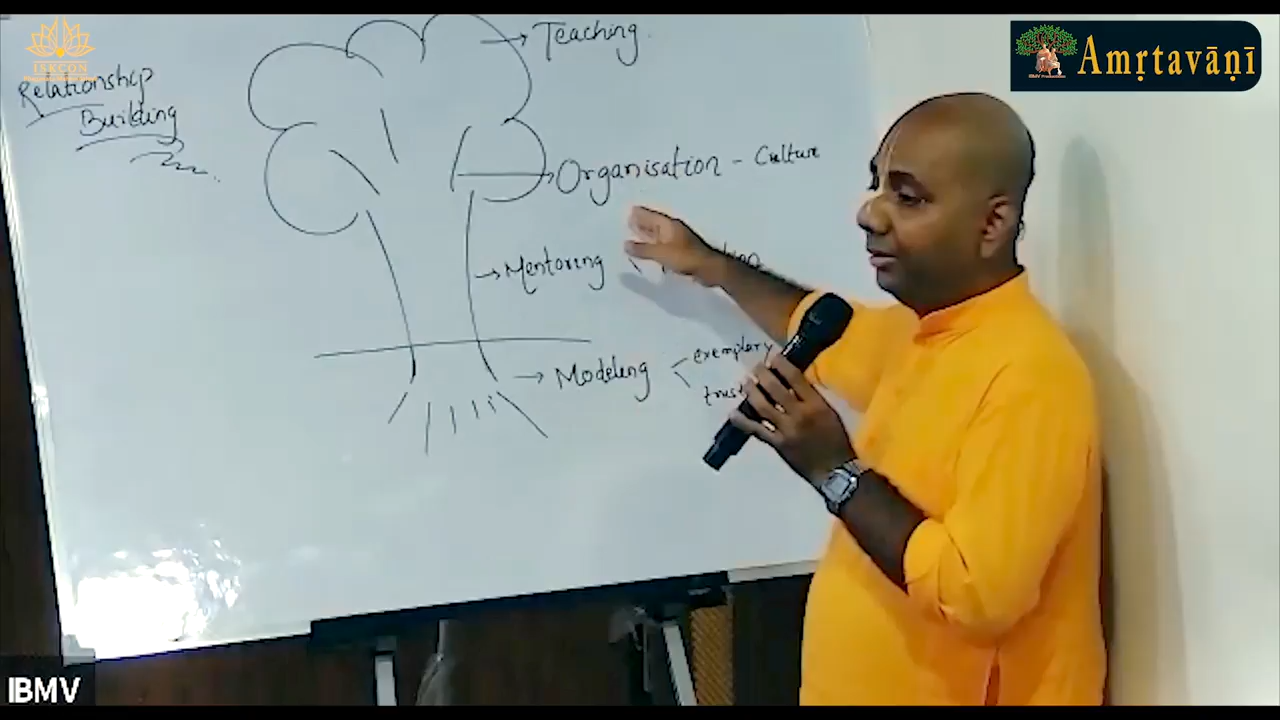 ISKCON
Relationship
Building
Teaching.
Organisation - Culture
Mentoring
Modeling
exemplary
trust
Amṛtavāṇī
IBMV